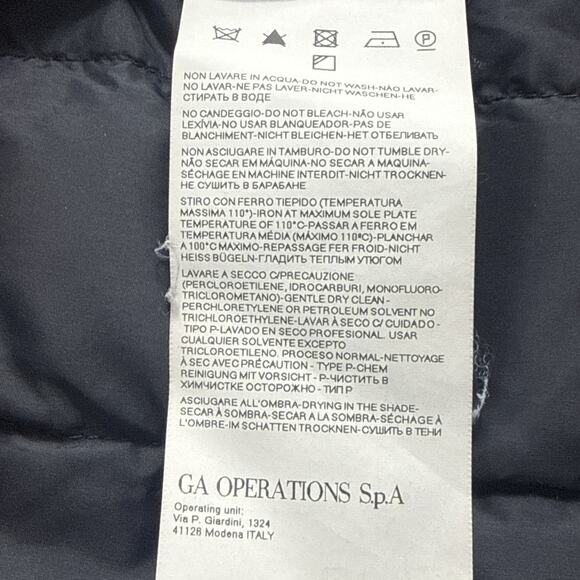 NON LAVARE IN ACQUA-DO NOT WASH-NÃO LAVAR-
NO LAVAR-NE PAS LAVER-NICHT WASCHEN-НЕ
СТИРАТЬ В ВОДЕ
NO CANDEGGIO-DO NOT BLEACH-NÃO USAR
LEXÍVIA-NO USAR BLANQUEADOR-PAS DE
BLANCHIMENT-NICHT BLEICHEN-НЕТ ОТБЕЛИВАТЬ
NON ASCIUGARE IN TAMBURO-DO NOT TUMBLE DRY-
NÃO SECAR EM MÁQUINA-NO SECAR A MAQUINA-
SÉCHAGE EN MACHINE INTERDIT-NICHT TROCKNEN-
НЕ СУШИТЬ В БАРАБАНЕ
STIRO CON FERRO TIEPIDO (TEMPERATURA
MASSIMA 110°)-IRON AT MAXIMUM SOLE PLATE
TEMPERATURE OF 110°C-PASSAR A FERRO EM
TEMPERATURA MÉDIA (MÁXIMO 110ºC)-PLANCHAR
A 100°C MAXIMO-REPASSAGE FER FROID-NICHT
HEISS BÜGELN-ГЛАДИТЬ ТЕПЛЫМ УТЮГОМ
LAVARE A SECCO C/PRECAUZIONE
(PERCLOROETILENE, IDROCARBURI, MONOFLUORO-
TRICLOROMETANO)-GENTLE DRY CLEAN -
PERCHLORETYLENE OR PETROLEUM SOLVENT NO
TRICHLOROETHYLENE-LAVAR À SECO C/ CUIDADO -
TIPO P-LAVADO EN SECO PROFESIONAL. USAR
CUALQUIER SOLVENTE EXCEPTO
TRICLOROETILENO. PROCESO NORMAL-NETTOYAGE
À SEC AVEC PRÉCAUTION - TYPE P-CHEM
REINIGUNG MIT VORSICHT - P-ЧИСТИТЬ В
ХИМЧИСТКЕ ОСТОРОЖНО - ТИП P
ASCIUGARE ALL'OMBRA-DRYING IN THE SHADE-
SECAR À SOMBRA-SECAR A LA SOMBRA-SÉCHAGE À
L'OMBRE-IM SCHATTEN TROCKNEN-СУШИТЬ В ТЕНИ
GA OPERATIONS S.p.A
Operating unit:
Via P. Giardini, 1324
41126 Modena ITALY